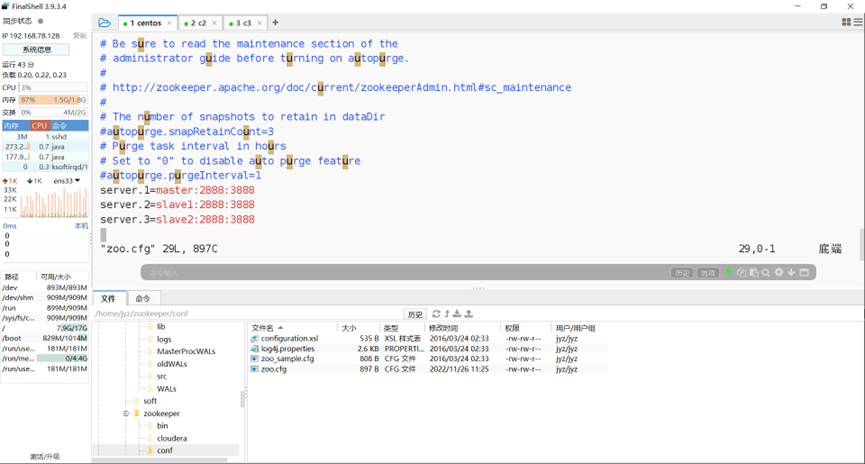 FinalShell 3.9.3.4
同步状态
IP 192.168.78.128 复制
系统信息
运行 43 分
负载 0.20, 0.22, 0.23
CPU 3%
内存 87% 1.5G/1.8G
交换 0% 4M/2G
内存 CPU 命令
3M 1 sshd
273.2... 0.7 java
177.9... 0.7 java
0 0.3 ksoftirqd/1
1K 1K ens33
33K
22K
11K
0ms 本机
0
0
0
路径 可用/大小
/dev 893M/893M
/dev/shm 909M/909M
/run 899M/909M
/sys/fs/c... 909M/909M
/ 7.9G/17G
/boot 829M/1014M
/run/use... 181M/181M
/run/me... 0/4.4G
/run/use... 181M/181M
激活/升级
1 centos
2 c2
3 c3
# Be sure to read the maintenance section of the
# administrator guide before turning on autopurge.
#
# http://zookeeper.apache.org/doc/current/zookeeperAdmin.html#sc_maintenance
#
# The number of snapshots to retain in dataDir
#autopurge.snapRetainCount=3
# Purge task interval in hours
# Set to "0" to disable auto purge feature
#autopurge.purgeInterval=1
server.1=master:2888:3888
server.2=slave1:2888:3888
server.3=slave2:2888:3888
"zoo.cfg" 29L, 897C 29,0-1 底端
命令输入 历史 选项
文件 命令
/home/jyz/zookeeper/conf 历史
lib
logs
MasterProcWALs
oldWALs
src
WALs
soft
zookeeper
bin
cloudera
conf
文件名 大小 类型 修改时间 权限 用户/用户组
configuration.xsl 535 B XSL 样式表 2016/03/24 02:33 -rw-rw-r-- jyz/jyz
log4j.properties 2.6 KB PROPERTI... 2016/03/24 02:33 -rw-rw-r-- jyz/jyz
zoo_sample.cfg 808 B CFG 文件 2016/03/24 02:33 -rw-rw-r-- jyz/jyz
zoo.cfg 897 B CFG 文件 2022/11/26 11:25 -rw-rw-r-- jyz/jyz